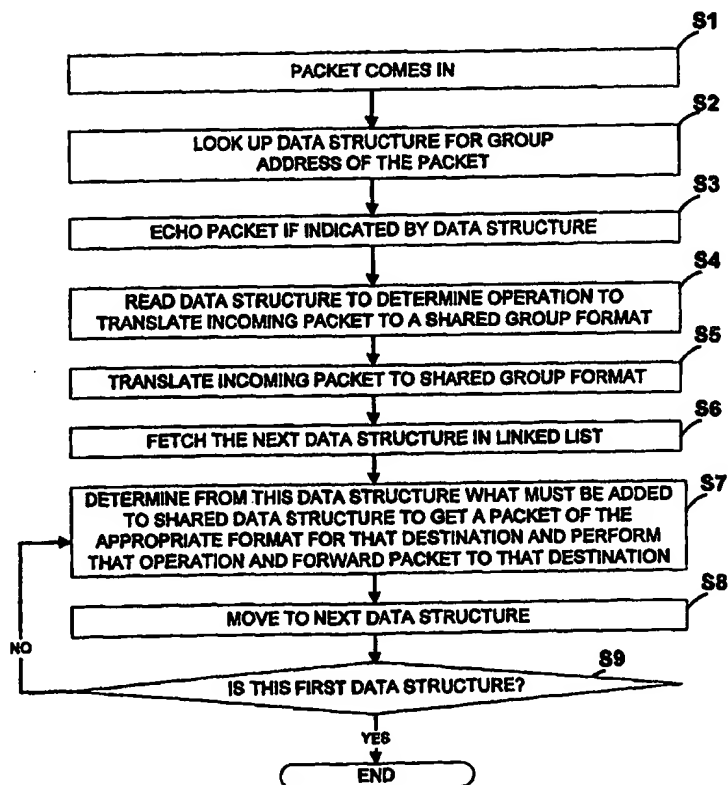 S1
PACKET COMES IN
S2
LOOK UP DATA STRUCTURE FOR GROUP
ADDRESS OF THE PACKET
S3
ECHO PACKET IF INDICATED BY DATA STRUCTURE
S4
READ DATA STRUCTURE TO DETERMINE OPERATION TO
TRANSLATE INCOMING PACKET TO A SHARED GROUP FORMAT
S5
TRANSLATE INCOMING PACKET TO SHARED GROUP FORMAT
S6
FETCH THE NEXT DATA STRUCTURE IN LINKED LIST
S7
DETERMINE FROM THIS DATA STRUCTURE WHAT MUST BE ADDED
TO SHARED DATA STRUCTURE TO GET A PACKET OF THE
APPROPRIATE FORMAT FOR THAT DESTINATION AND PERFORM
THAT OPERATION AND FORWARD PACKET TO THAT DESTINATION
S8
MOVE TO NEXT DATA STRUCTURE
NO
S9
IS THIS FIRST DATA STRUCTURE?
YES
END